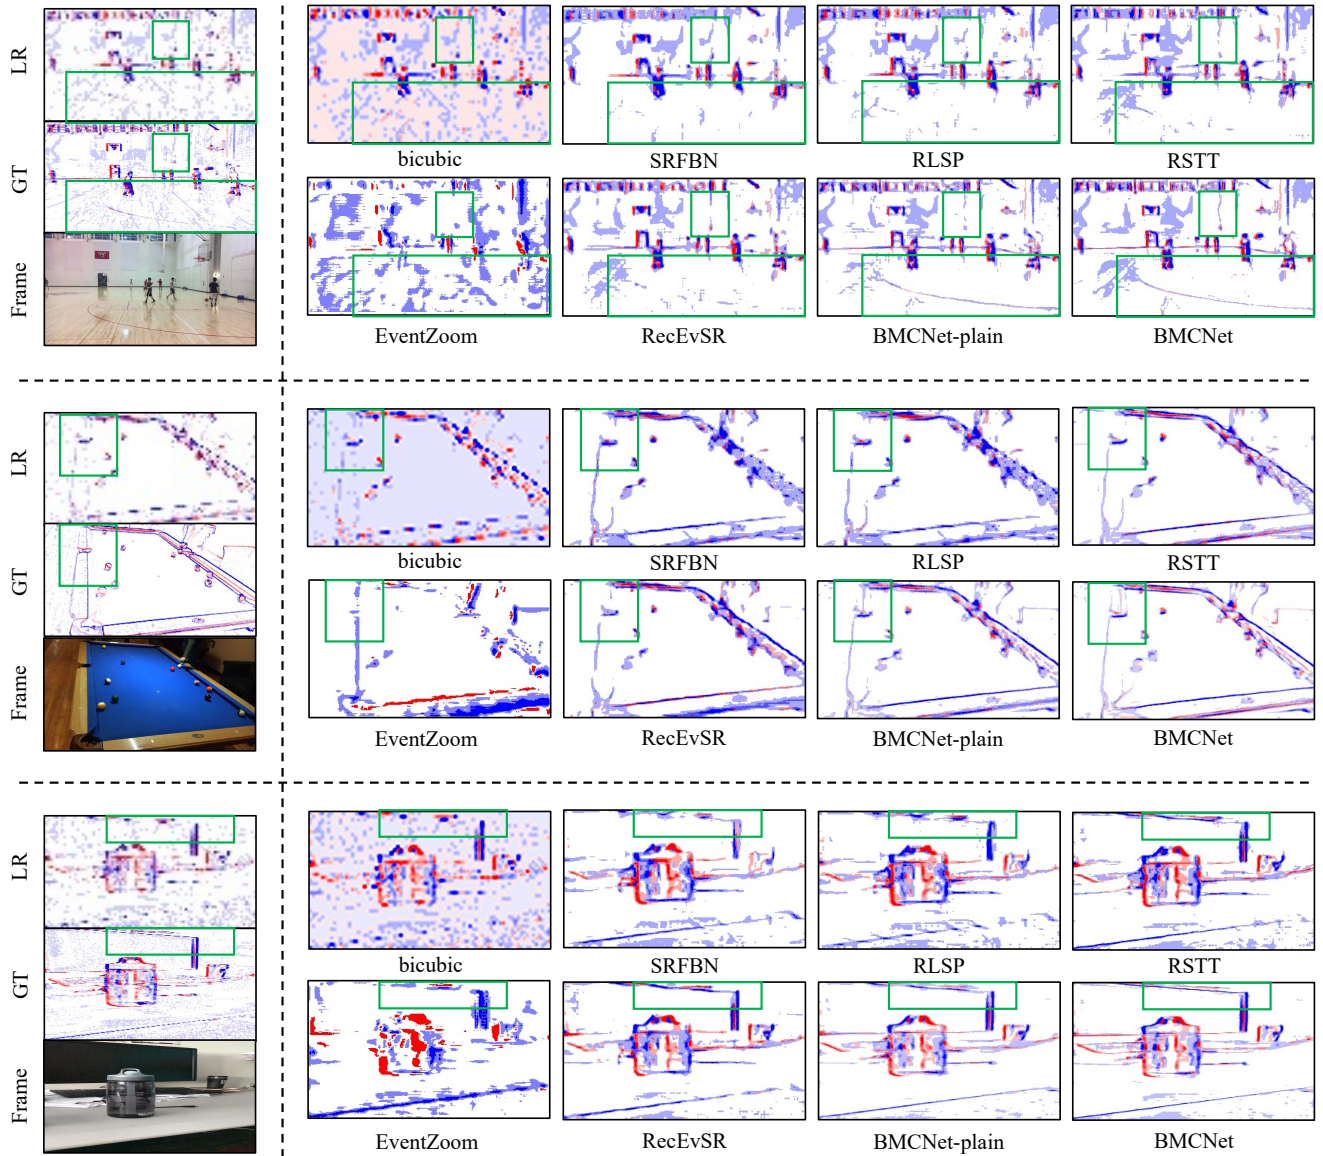 LR
GT
Frame
bicubic
SRFBN
RLSP
RSTT
EventZoom
RecEvSR
BMCNet-plain
BMCNet
LR
GT
Frame
bicubic
SRFBN
RLSP
RSTT
EventZoom
RecEvSR
BMCNet-plain
BMCNet
LR
GT
Frame
bicubic
SRFBN
RLSP
RSTT
EventZoom
RecEvSR
BMCNet-plain
BMCNet